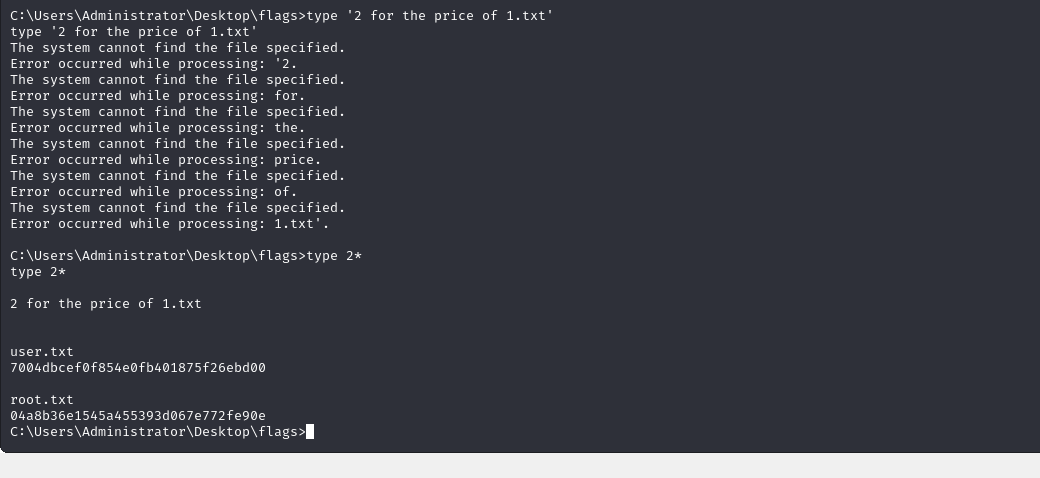 C:\Users\Administrator\Desktop\flags>type '2 for the price of 1.txt'
type '2 for the price of 1.txt'
The system cannot find the file specified.
Error occurred while processing: '2.
The system cannot find the file specified.
Error occurred while processing: for.
The system cannot find the file specified.
Error occurred while processing: the.
The system cannot find the file specified.
Error occurred while processing: price.
The system cannot find the file specified.
Error occurred while processing: of.
The system cannot find the file specified.
Error occurred while processing: 1.txt'.
C:\Users\Administrator\Desktop\flags>type 2*
type 2*
2 for the price of 1.txt
user.txt
7004dbcef0f854e0fb401875f26ebd00
root.txt
04a8b36e1545a455393d067e772fe90e
C:\Users\Administrator\Desktop\flags>